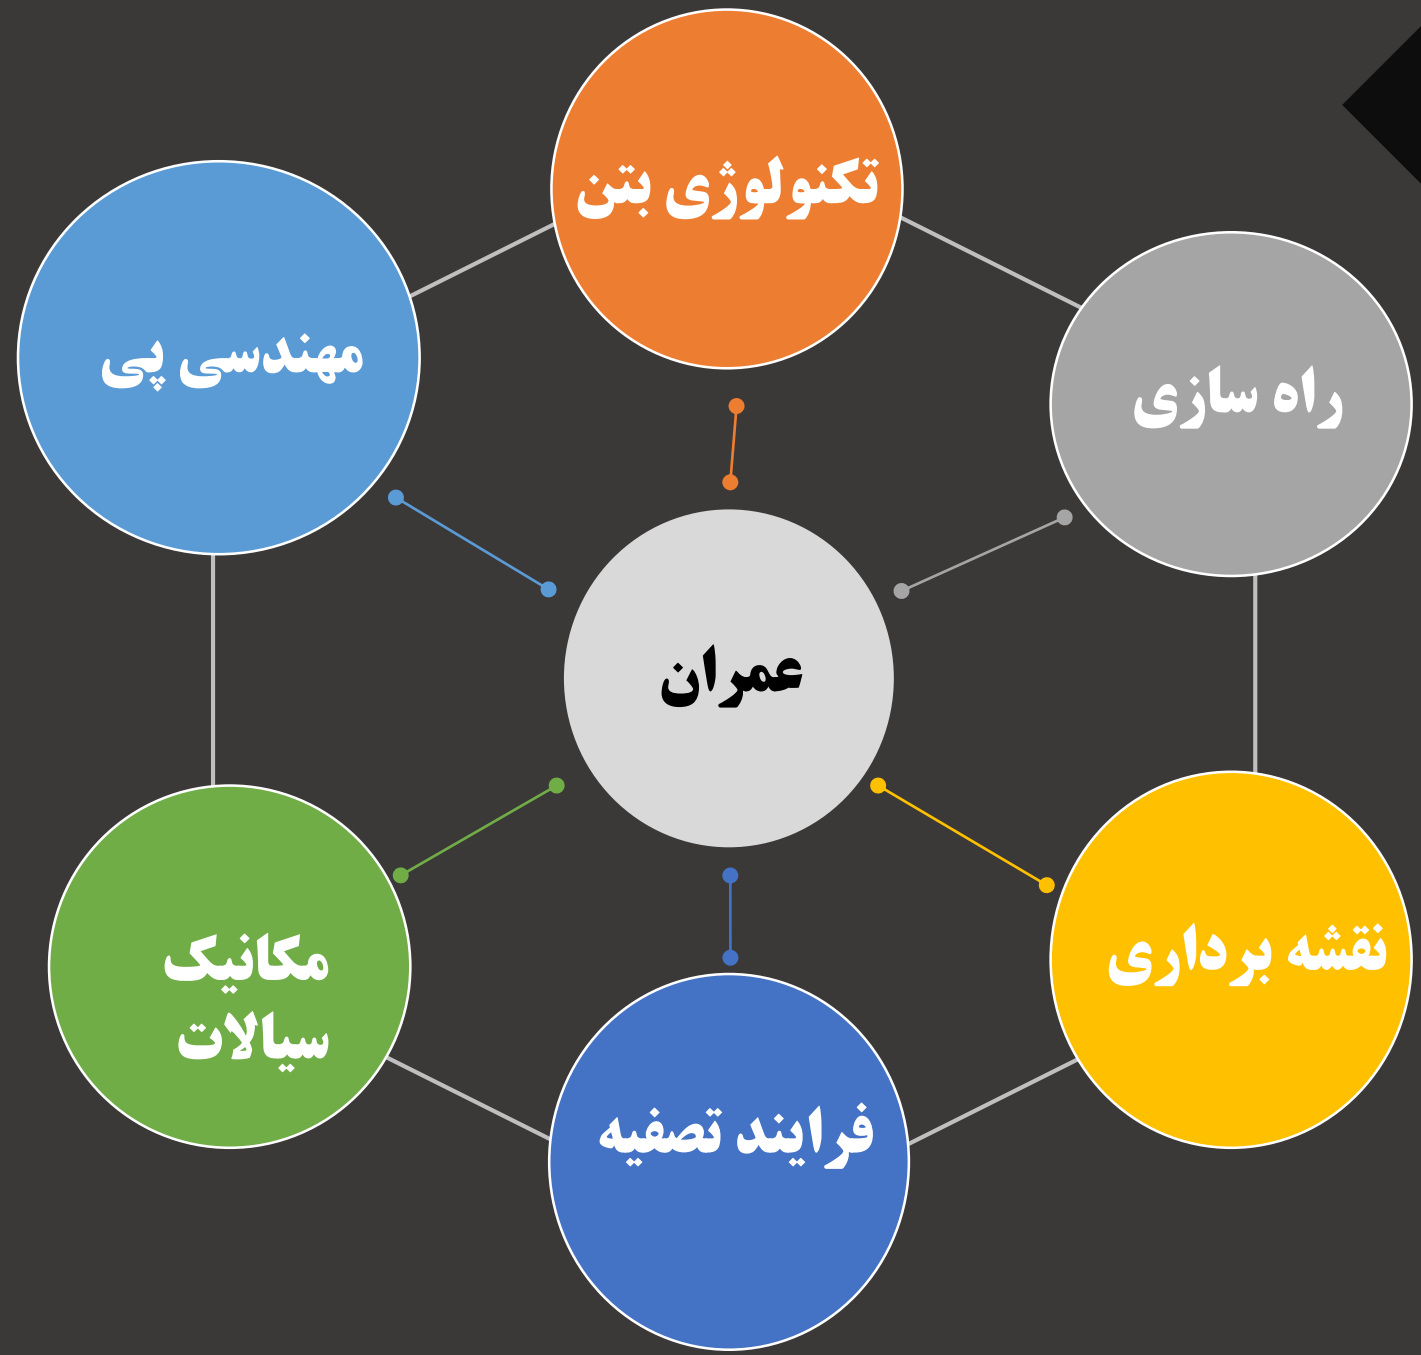 تکنولوژی بتن
راه سازی
مهندسی پی
عمران
نقشه برداری
مکانیک
سیالات
فرایند تصفیه